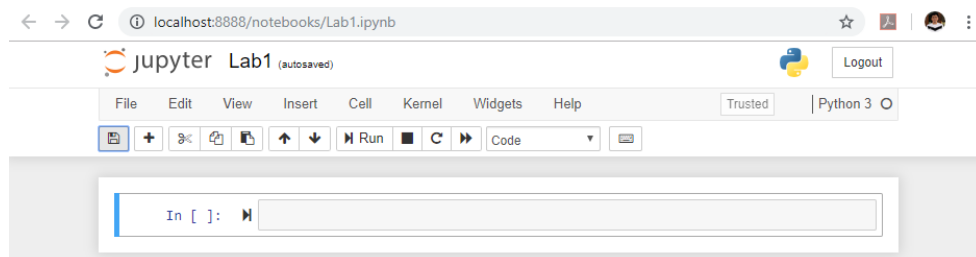 localhost:8888/notebooks/Lab1.ipynb
jupyter Lab1 (autosaved) Logout
File Edit View Insert Cell Kernel Widgets Help Trusted Python 3
Run Code
In [ ]: